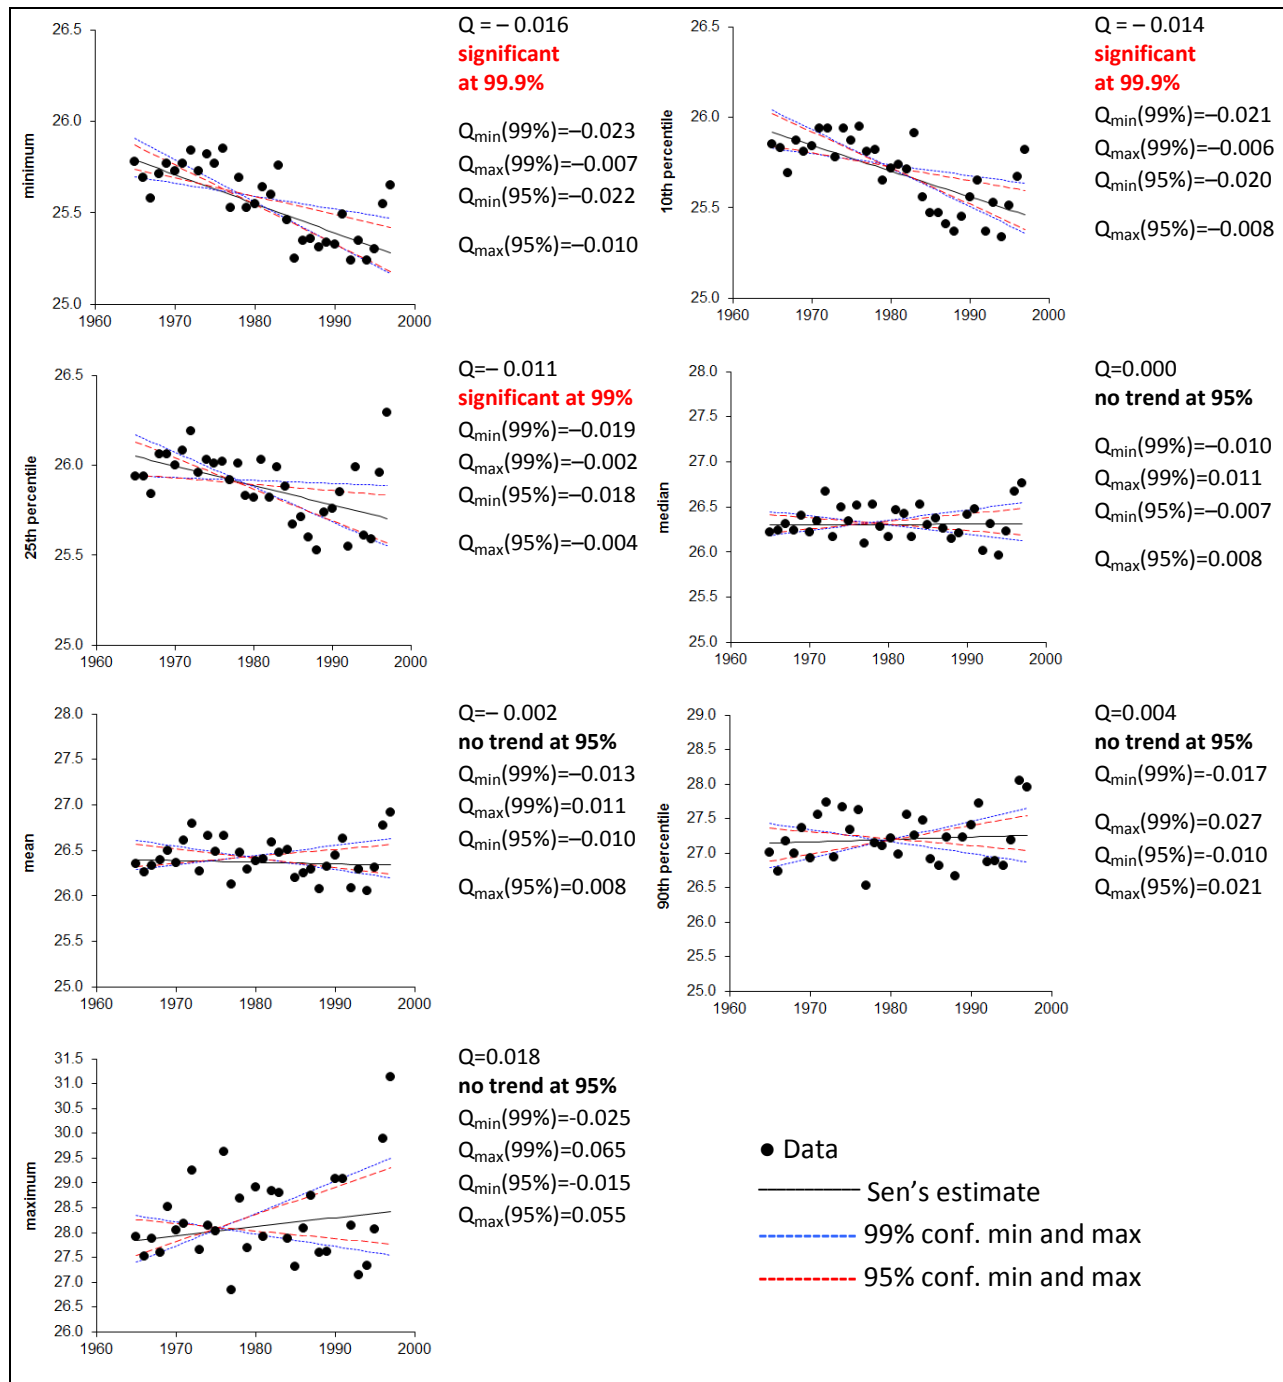 26.5
26.0
25.5
25.0
minimum
1960 1970 1980 1990 2000
Q = – 0.016
significant
at 99.9%
Qmin(99%)=–0.023
Qmax(99%)=–0.007
Qmin(95%)=–0.022
Qmax(95%)=–0.010
26.5
26.0
25.5
25.0
10th percentile
1960 1970 1980 1990 2000
Q = – 0.014
significant
at 99.9%
Qmin(99%)=–0.021
Qmax(99%)=–0.006
Qmin(95%)=–0.020
Qmax(95%)=–0.008
26.5
26.0
25.5
25.0
25th percentile
1960 1970 1980 1990 2000
Q=– 0.011
significant at 99%
Qmin(99%)=–0.019
Qmax(99%)=–0.002
Qmin(95%)=–0.018
Qmax(95%)=–0.004
28.0
27.5
27.0
26.5
26.0
25.5
25.0
median
1960 1970 1980 1990 2000
Q=0.000
no trend at 95%
Qmin(99%)=–0.010
Qmax(99%)=0.011
Qmin(95%)=–0.007
Qmax(95%)=0.008
28.0
27.5
27.0
26.5
26.0
25.5
25.0
mean
1960 1970 1980 1990 2000
Q=– 0.002
no trend at 95%
Qmin(99%)=–0.013
Qmax(99%)=0.011
Qmin(95%)=–0.010
Qmax(95%)=0.008
29.0
28.5
28.0
27.5
27.0
26.5
26.0
25.5
25.0
90th percentile
1960 1970 1980 1990 2000
Q=0.004
no trend at 95%
Qmin(99%)=-0.017
Qmax(99%)=0.027
Qmin(95%)=-0.010
Qmax(95%)=0.021
31.5
31.0
30.5
30.0
29.5
29.0
28.5
28.0
27.5
27.0
26.5
26.0
maximum
1960 1970 1980 1990 2000
Q=0.018
no trend at 95%
Qmin(99%)=-0.025
Qmax(99%)=0.065
Qmin(95%)=-0.015
Qmax(95%)=0.055
Data
Sen's estimate
99% conf. min and max
95% conf. min and max